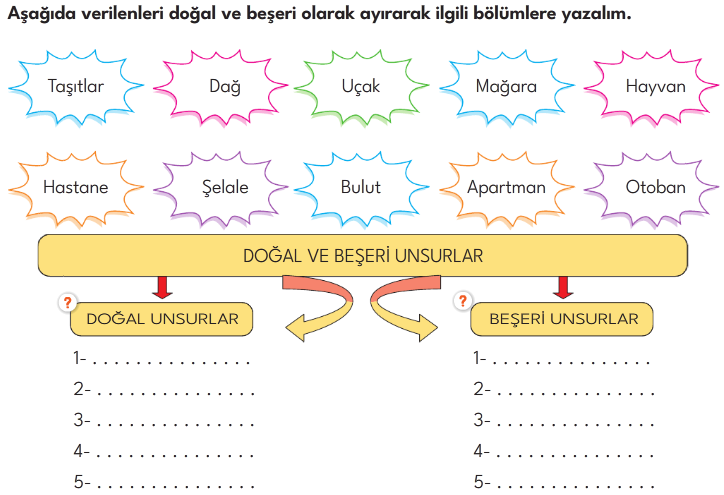 Aşağıda verilenleri doğal ve beşeri olarak ayırarak ilgili bölümlere yazalım.
Taşıtlar Dağ Uçak Mağara Hayvan
Hastane Şelale Bulut Apartman Otoban
DOĞAL VE BEŞERİ UNSURLAR
? ?
DOĞAL UNSURLAR BEŞERİ UNSURLAR
1- . . . . . . . . . . . . . . . 1- . . . . . . . . . . . . . . .
2- . . . . . . . . . . . . . . . 2- . . . . . . . . . . . . . . .
3- . . . . . . . . . . . . . . . 3- . . . . . . . . . . . . . . .
4- . . . . . . . . . . . . . . . 4- . . . . . . . . . . . . . . .
5- . . . . . . . . . . . . . . . 5- . . . . . . . . . . . . . . .